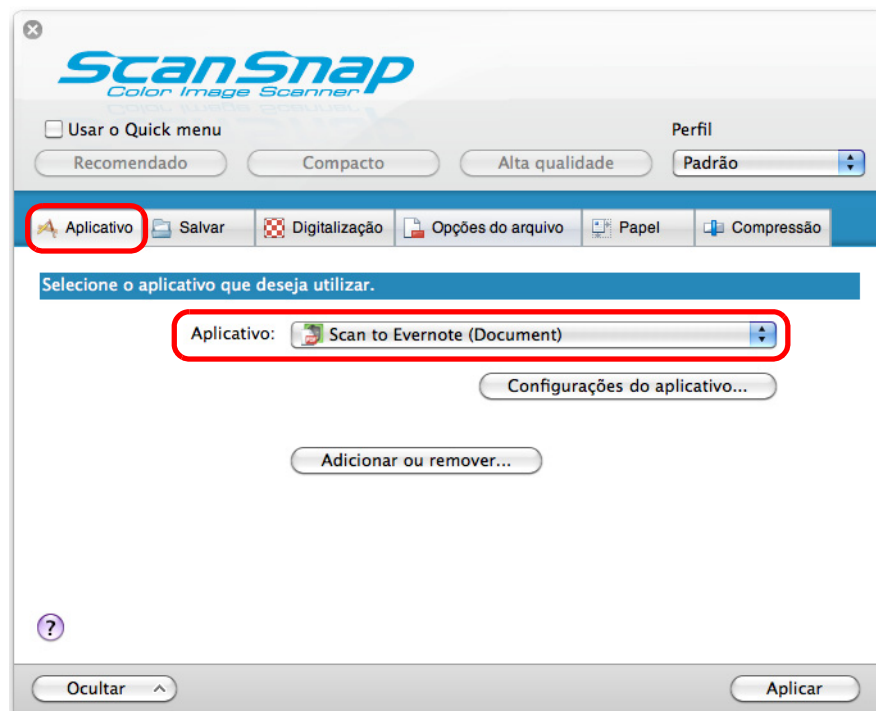 ScanSnap
Color Image Scanner
Usar o Quick menu
Perfil
Recomendado Compacto Alta qualidade Padrão
Aplicativo Salvar Digitalização Opções do arquivo Papel Compressão
Selecione o aplicativo que deseja utilizar.
Aplicativo: Scan to Evernote (Document)
Configurações do aplicativo...
Adicionar ou remover...
?
Ocultar Aplicar